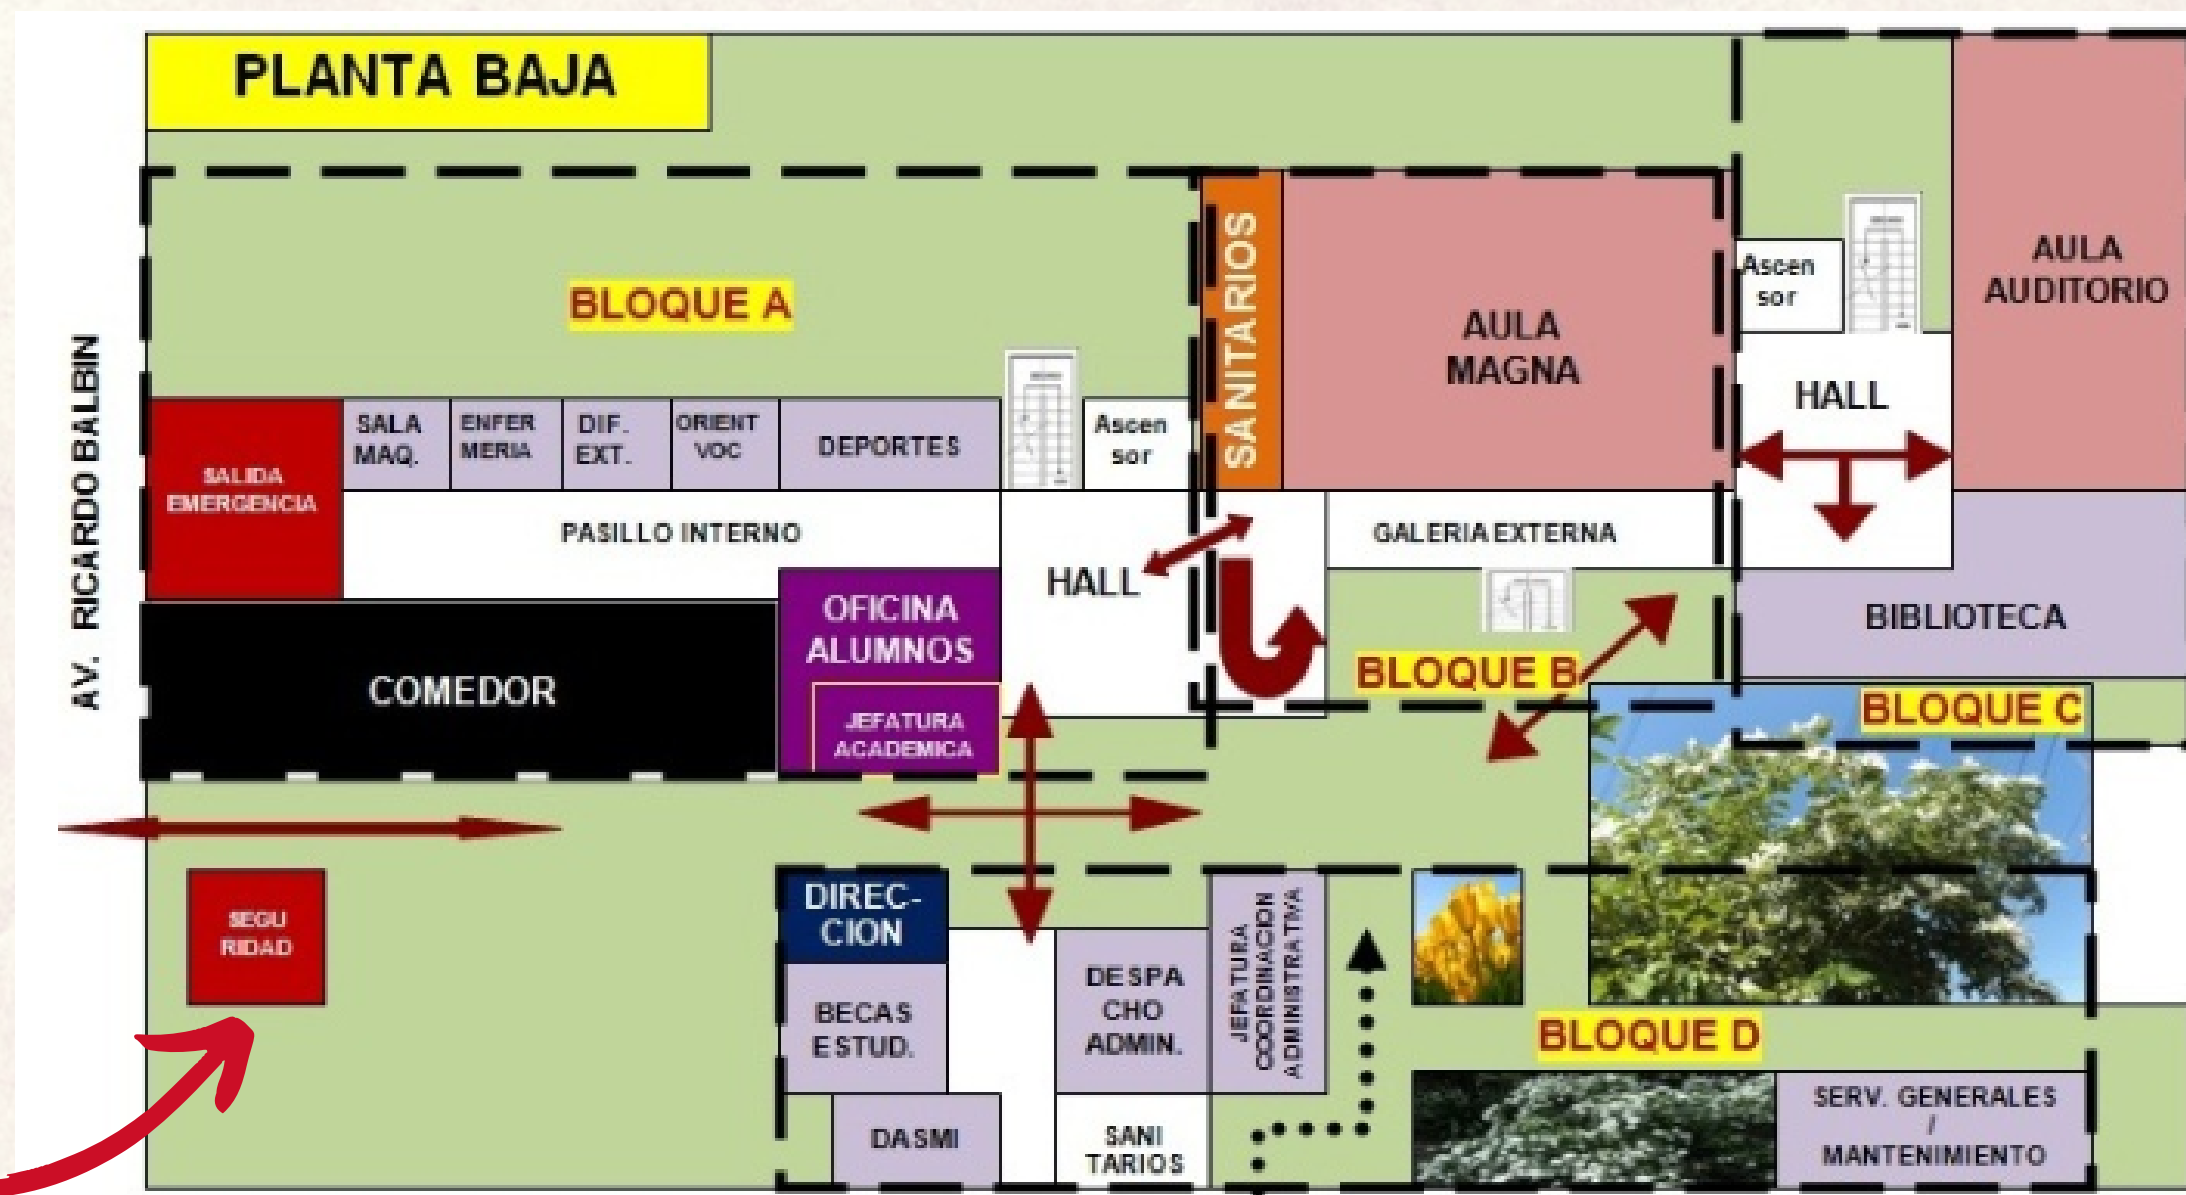 PLANTA BAJA
AV. RICARDO BALBIN
BLOQUE A
SANITARIOS
AULA
MAGNA
Ascen
sor
AULA
AUDITORIO
HALL
SALIDA
EMERGENCIA
SALA
MAQ.
ENFER
MERIA
DIF.
EXT.
ORIENT
VOC
DEPORTES
Ascen
sor
PASILLO INTERNO
HALL
GALERIA EXTERNA
BIBLIOTECA
OFICINA
ALUMNOS
JEFATURA
ACADEMICA
COMEDOR
BLOQUE B
BLOQUE C
SEGU
RIDAD
DIREC-
CION
BECAS
ESTUD.
DESPA
CHO
ADMIN.
JEFATURA
COORDINACION
ADMINISTRATIVA
BLOQUE D
DASMI
SANI
TARIOS
SERV. GENERALES
/
MANTENIMIENTO